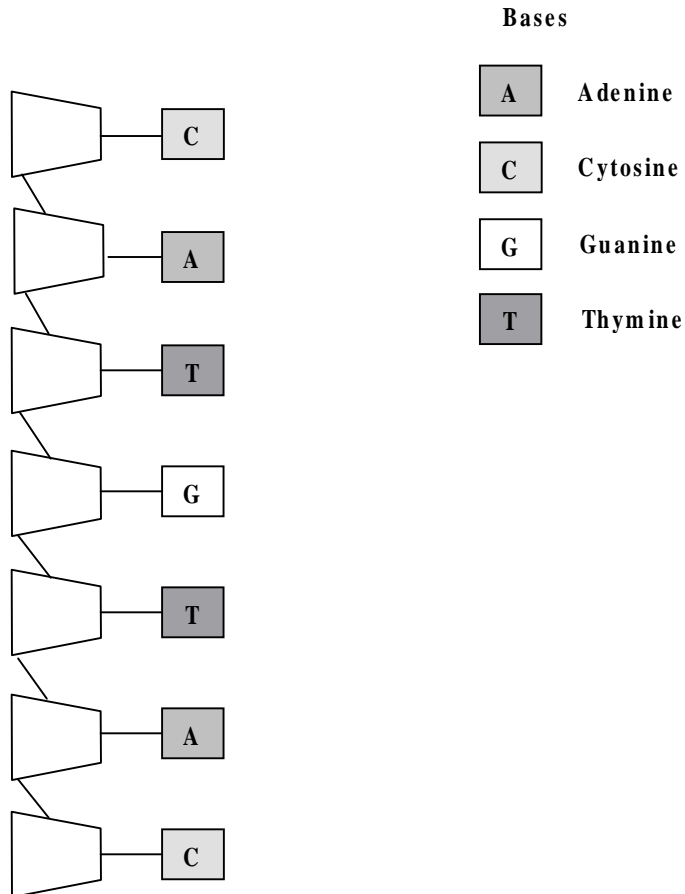 Bases
C
A Adenine
C Cytosine
A
G Guanine
T Thymine
T
G
T
A
C